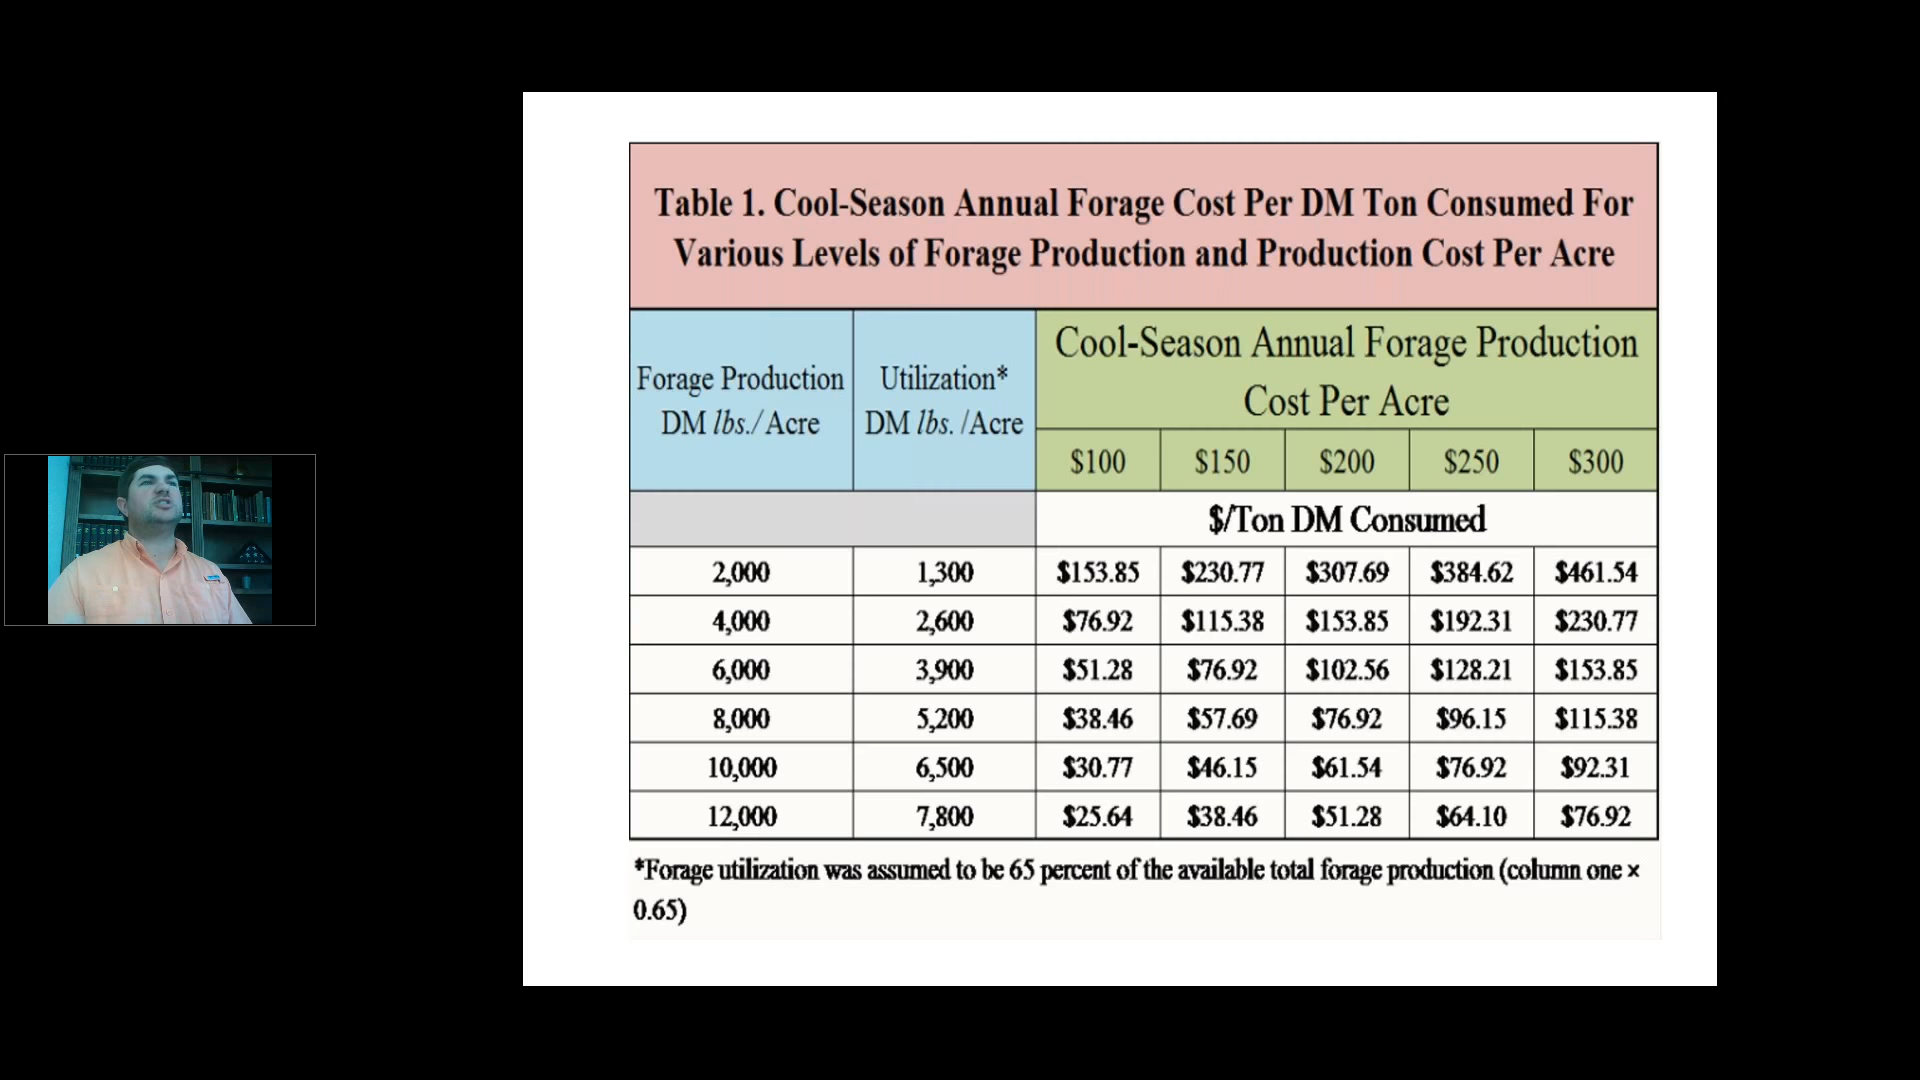 Table 1. Cool-Season Annual Forage Cost Per DM Ton Consumed For
Various Levels of Forage Production and Production Cost Per Acre
Forage Production
DM lbs./ Acre
Utilization*
DM lbs. /Acre
Cool-Season Annual Forage Production
Cost Per Acre
$100 $150 $200 $250 $300
$/Ton DM Consumed
2,000 1,300 $153.85 $230.77 $307.69 $384.62 $461.54
4,000 2,600 $76.92 $115.38 $153.85 $192.31 $230.77
6,000 3,900 $51.28 $76.92 $102.56 $128.21 $153.85
8,000 5,200 $38.46 $57.69 $76.92 $96.15 $115.38
10,000 6,500 $30.77 $46.15 $61.54 $76.92 $92.31
12,000 7,800 $25.64 $38.46 $51.28 $64.10 $76.92
*Forage utilization was assumed to be 65 percent of the available total forage production (column one ×
0.65)